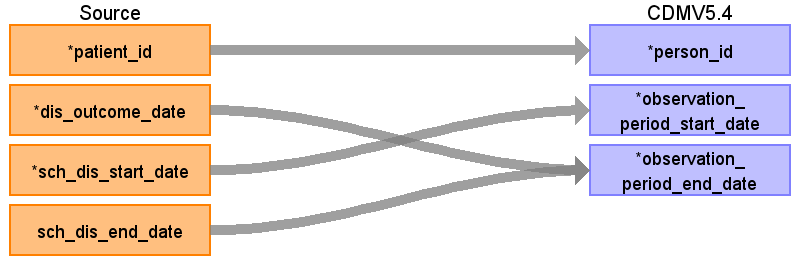 Source
CDMV5.4
*patient_id
*person_id
*dis_outcome_date
*observation_
period_start_date
*sch_dis_start_date
*observation_
period_end_date
sch_dis_end_date